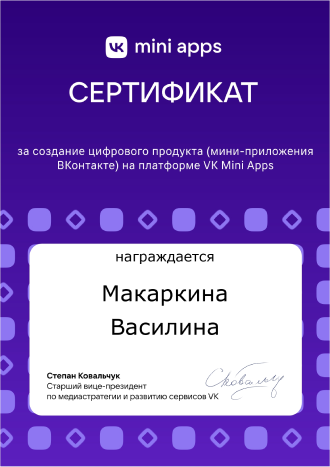 VK mini apps
СЕРТИФИКАТ
за создание цифрового продукта (мини-приложения
ВКонтакте) на платформе VK Mini Apps
награждается
Макаркина
Василина
Степан Ковальчук
Старший вице-президент
по медиастратегии и развитию сервисов VK
СКовальчу